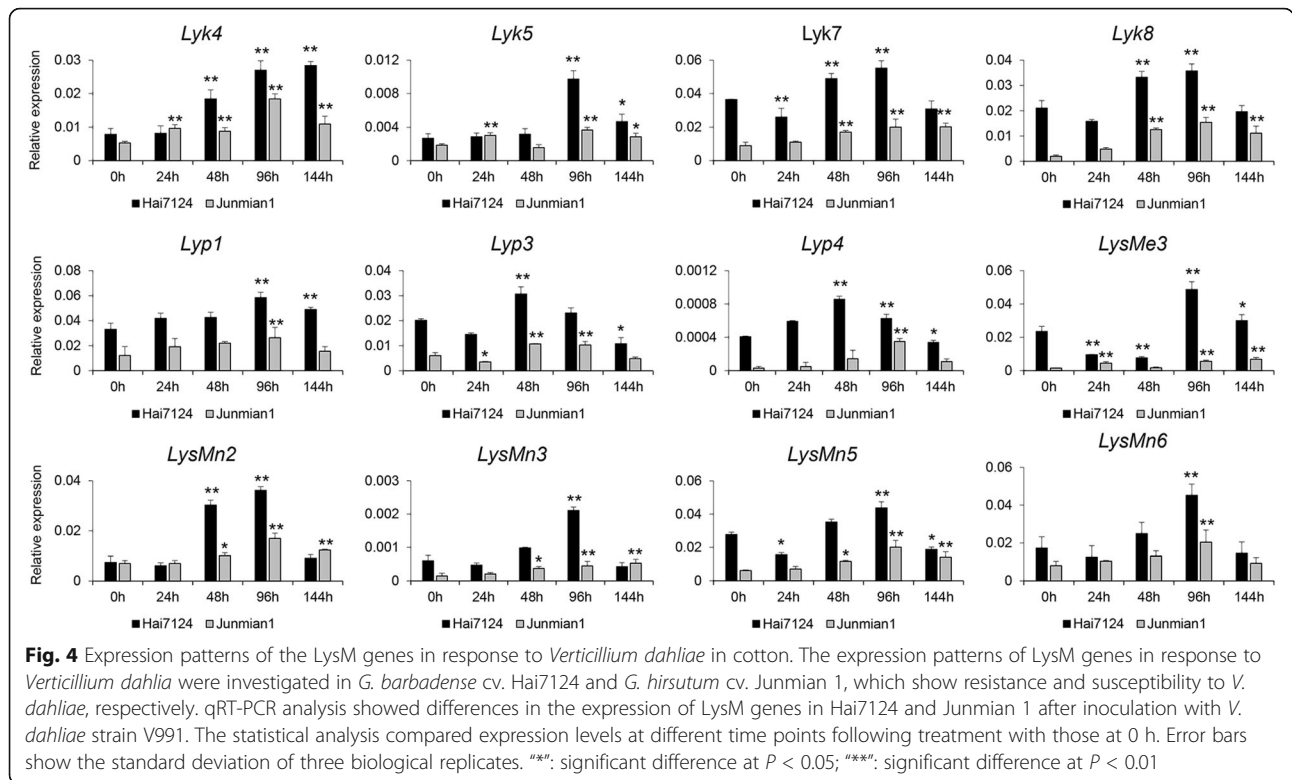 Lyk4 Lyk5 Lyk7 Lyk8
Relative expression
0.03 0.02 0.01 0
** ** ** ** ** ** **
0h 24h 48h 96h 144h
Hai7124 Junmian1
0.012 0.009 0.006 0.003 0
** ** ** * *
0h 24h 48h 96h 144h
Hai7124 Junmian1
0.08 0.06 0.04 0.02 0
** ** ** ** ** **
0h 24h 48h 96h 144h
Hai7124 Junmian1
0.04 0.03 0.02 0.01 0
** ** ** ** **
0h 24h 48h 96h 144h
Hai7124 Junmian1
Lyp1 Lyp3 Lyp4 LysMe3
Relative expression
0.08 0.06 0.04 0.02 0
** ** **
0h 24h 48h 96h 144h
Hai7124 Junmian1
0.04 0.03 0.02 0.01 0
* ** ** ** *
0h 24h 48h 96h 144h
Hai7124 Junmian1
0.0012 0.0008 0.0004 0
** ** ** *
0h 24h 48h 96h 144h
Hai7124 Junmian1
0.06 0.04 0.02 0
** ** ** ** ** * **
0h 24h 48h 96h 144h
Hai7124 Junmian1
LysMn2 LysMn3 LysMn5 LysMn6
Relative expression
0.04 0.02 0
** * ** ** **
0h 24h 48h 96h 144h
Hai7124 Junmian1
0.003 0.002 0.001 0
* ** ** **
0h 24h 48h 96h 144h
Hai7124 Junmian1
0.06 0.04 0.02 0
* * ** ** * **
0h 24h 48h 96h 144h
Hai7124 Junmian1
0.06 0.04 0.02 0
** **
0h 24h 48h 96h 144h
Hai7124 Junmian1
Fig. 4 Expression patterns of the LysM genes in response to Verticillium dahliae in cotton. The expression patterns of LysM genes in response to
Verticillium dahlia were investigated in G. barbadense cv. Hai7124 and G. hirsutum cv. Junmian 1, which show resistance and susceptibility to V.
dahliae, respectively. qRT-PCR analysis showed differences in the expression of LysM genes in Hai7124 and Junmian 1 after inoculation with V.
dahliae strain V991. The statistical analysis compared expression levels at different time points following treatment with those at 0 h. Error bars
show the standard deviation of three biological replicates. “*”: significant difference at P < 0.05; “**”: significant difference at P < 0.01